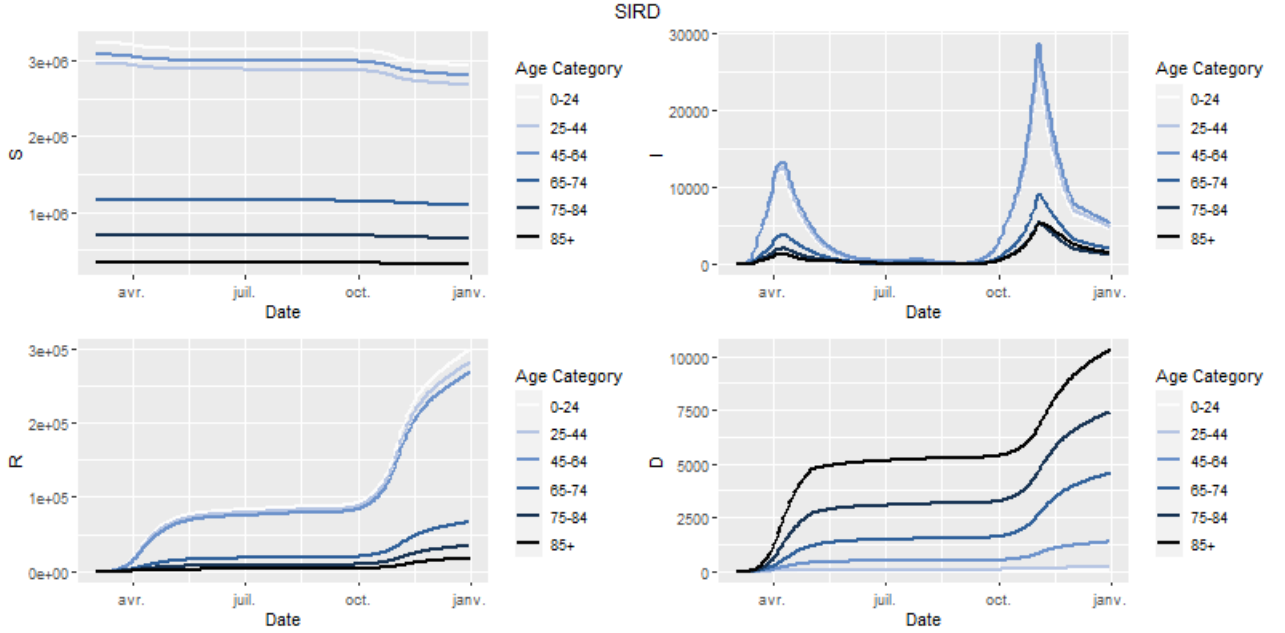 SIRD
S
3e+06
2e+06
1e+06
avr.
juil.
oct.
janv.
Date
Age Category
0-24
25-44
45-64
65-74
75-84
85+
I
30000
20000
10000
0
avr.
juil.
oct.
janv.
Date
Age Category
0-24
25-44
45-64
65-74
75-84
85+
R
3e+05
2e+05
1e+05
0e+00
avr.
juil.
oct.
janv.
Date
Age Category
0-24
25-44
45-64
65-74
75-84
85+
D
10000
7500
5000
2500
0
avr.
juil.
oct.
janv.
Date
Age Category
0-24
25-44
45-64
65-74
75-84
85+